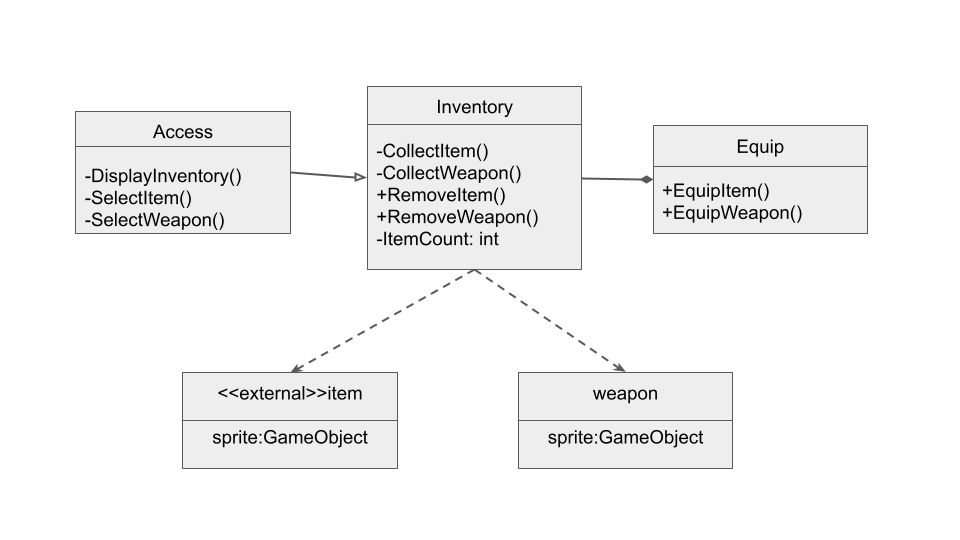 Access
-DisplayInventory()
-SelectItem()
-SelectWeapon()
Inventory
-CollectItem()
-CollectWeapon()
+RemoveItem()
+RemoveWeapon()
-ItemCount: int
Equip
+EquipItem()
+EquipWeapon()
<<external>>item
sprite:GameObject
weapon
sprite:GameObject